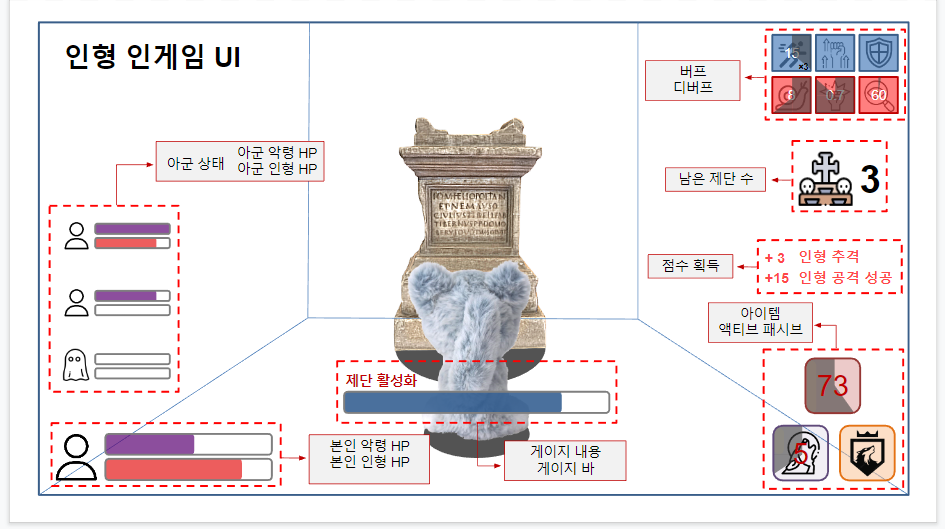 인형 인게임 UI
버프
디버프
15
×3
8
60
아군 상태
아군 악령 HP
아군 인형 HP
남은 제단 수
3
점수 획득
+ 3 인형 추격
+15 인형 공격 성공
아이템
액티브 패시브
73
5
제단 활성화
본인 악령 HP
본인 인형 HP
게이지 내용
게이지 바